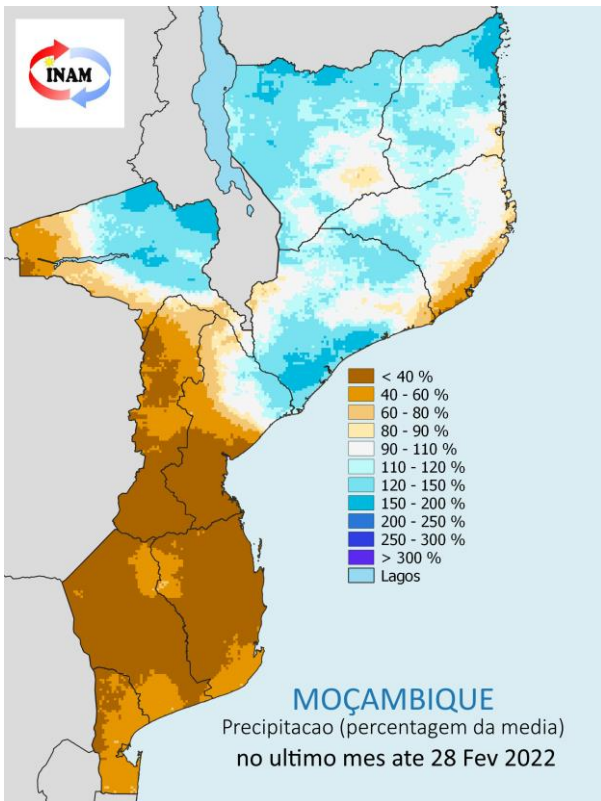 INAM
< 40 %
40 - 60 %
60 - 80 %
80 - 90 %
90 - 110 %
110 - 120 %
120 - 150 %
150 - 200 %
200 - 250 %
250 - 300 %
> 300 %
Lagos
MOÇAMBIQUE
Precipitacao (percentagem da media)
no ultimo mes ate 28 Fev 2022